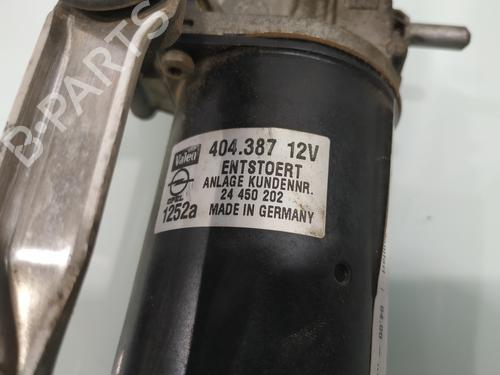 B-PARTS
Valeo 404.387 12V
ENTSTOERT
ANLAGE KUNDENNR.
OPEL 24 450 202
1252a MADE IN GERMANY